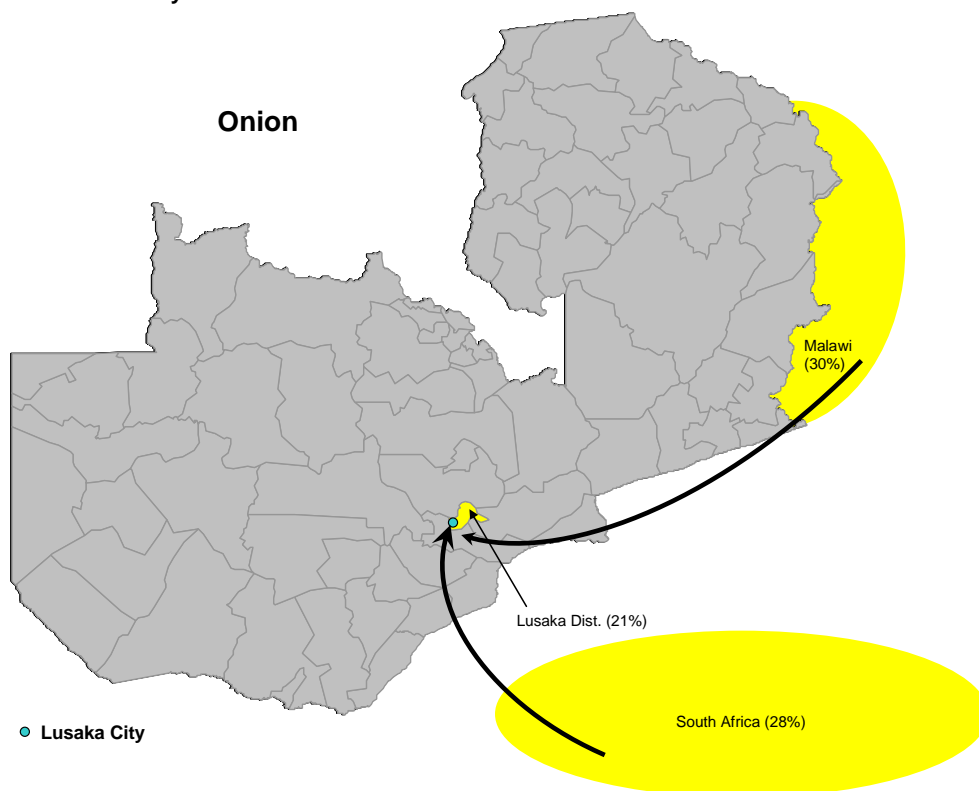 Onion
Malawi
(30%)
Lusaka Dist. (21%)
South Africa (28%)
Lusaka City